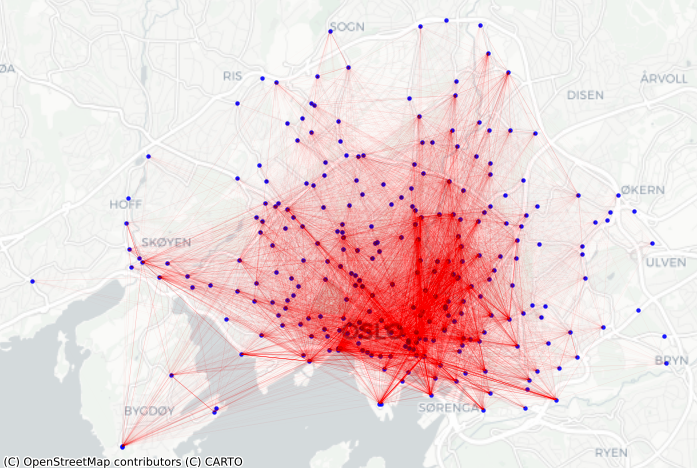 SOGN
RIS
ØA
ÅRVOLL
DISEN
HOFF
ØKERN
SKØYEN
ULVEN
OSLO
BRYN
BYGDØY
SØRENGA
RYEN
(C) OpenStreetMap contributors (C) CARTO